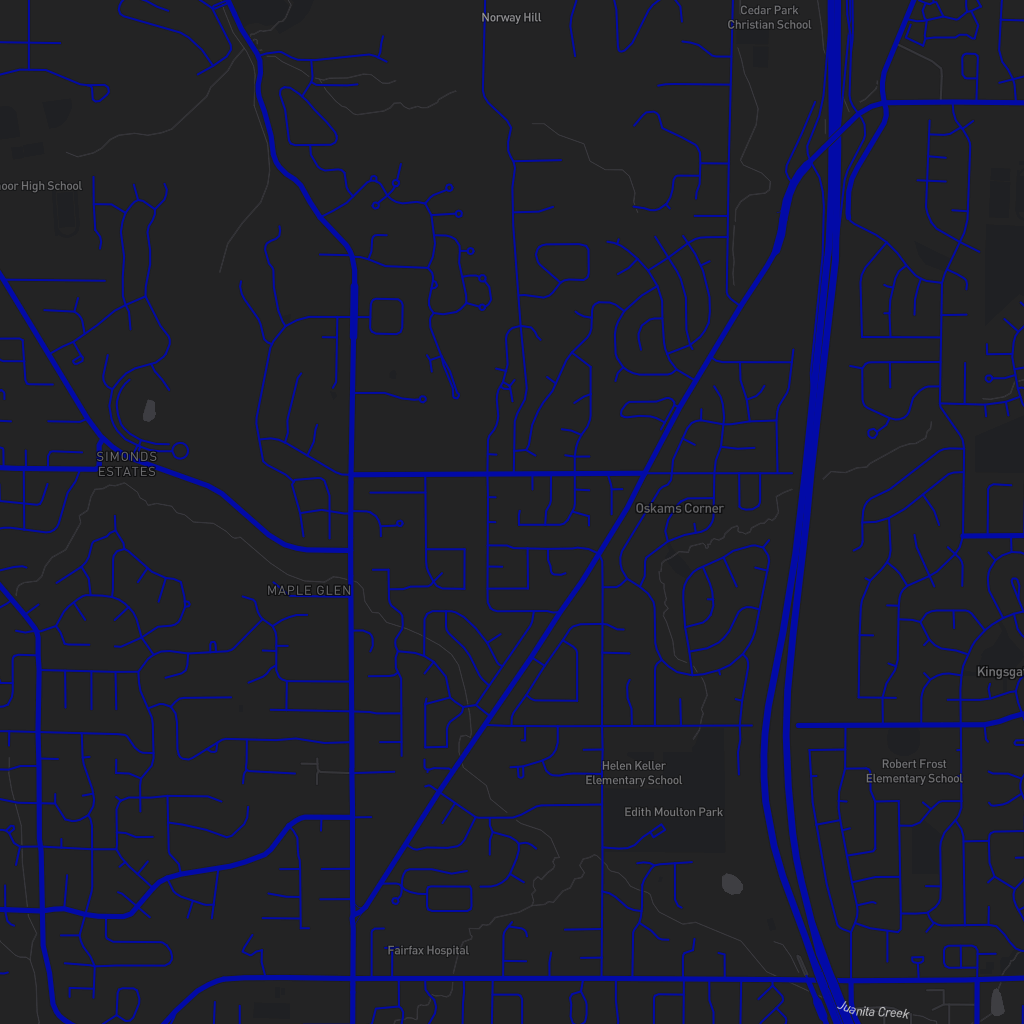 Norway Hill
Cedar Park
Christian School
oor High School
SIMONDS
ESTATES
Oskams Corner
MAPLE GLEN
Kingsga
Helen Keller
Elementary School
Robert Frost
Elementary School
Edith Moulton Park
Fairfax Hospital
Juanita Creek